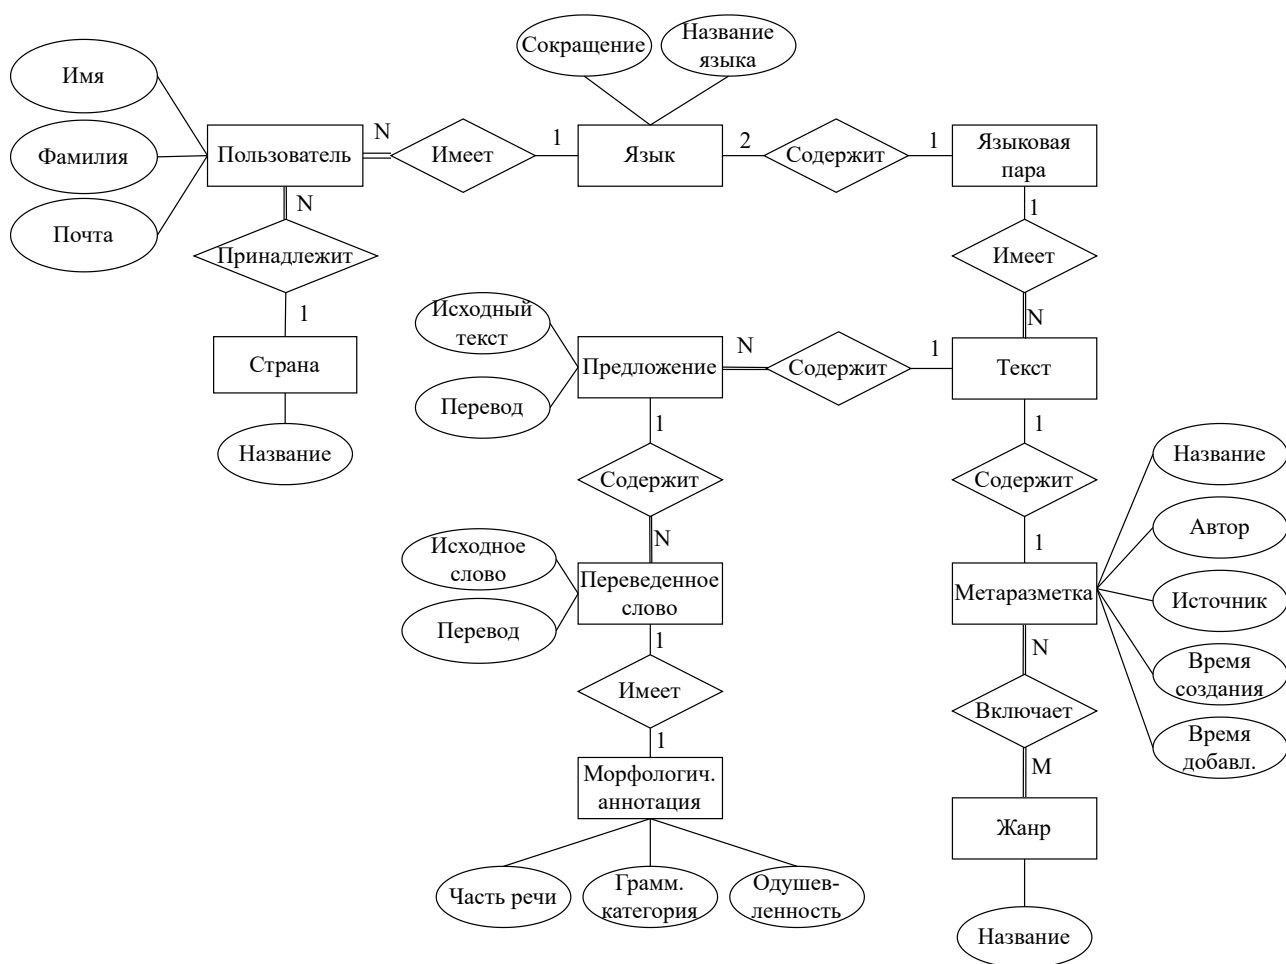 Сокращение
Название
языка
Имя
Фамилия
Почта
Пользователь
N
Имеет
1
Язык
2
Содержит
1
Языковая
пара
N
Принадлежит
1
Страна
Название
1
Имеет
N
Исходный
текст
Перевод
Предложение
N
Содержит
1
Текст
1
Содержит
N
1
Содержит
1
Исходное
слово
Перевод
Переведенное
слово
Метаразметка
Название
Автор
Источник
Время
создания
Время
добавл.
1
Имеет
1
N
Включает
M
Морфологич.
аннотация
Жанр
Часть речи
Грамм.
категория
Одушев-
ленность
Название